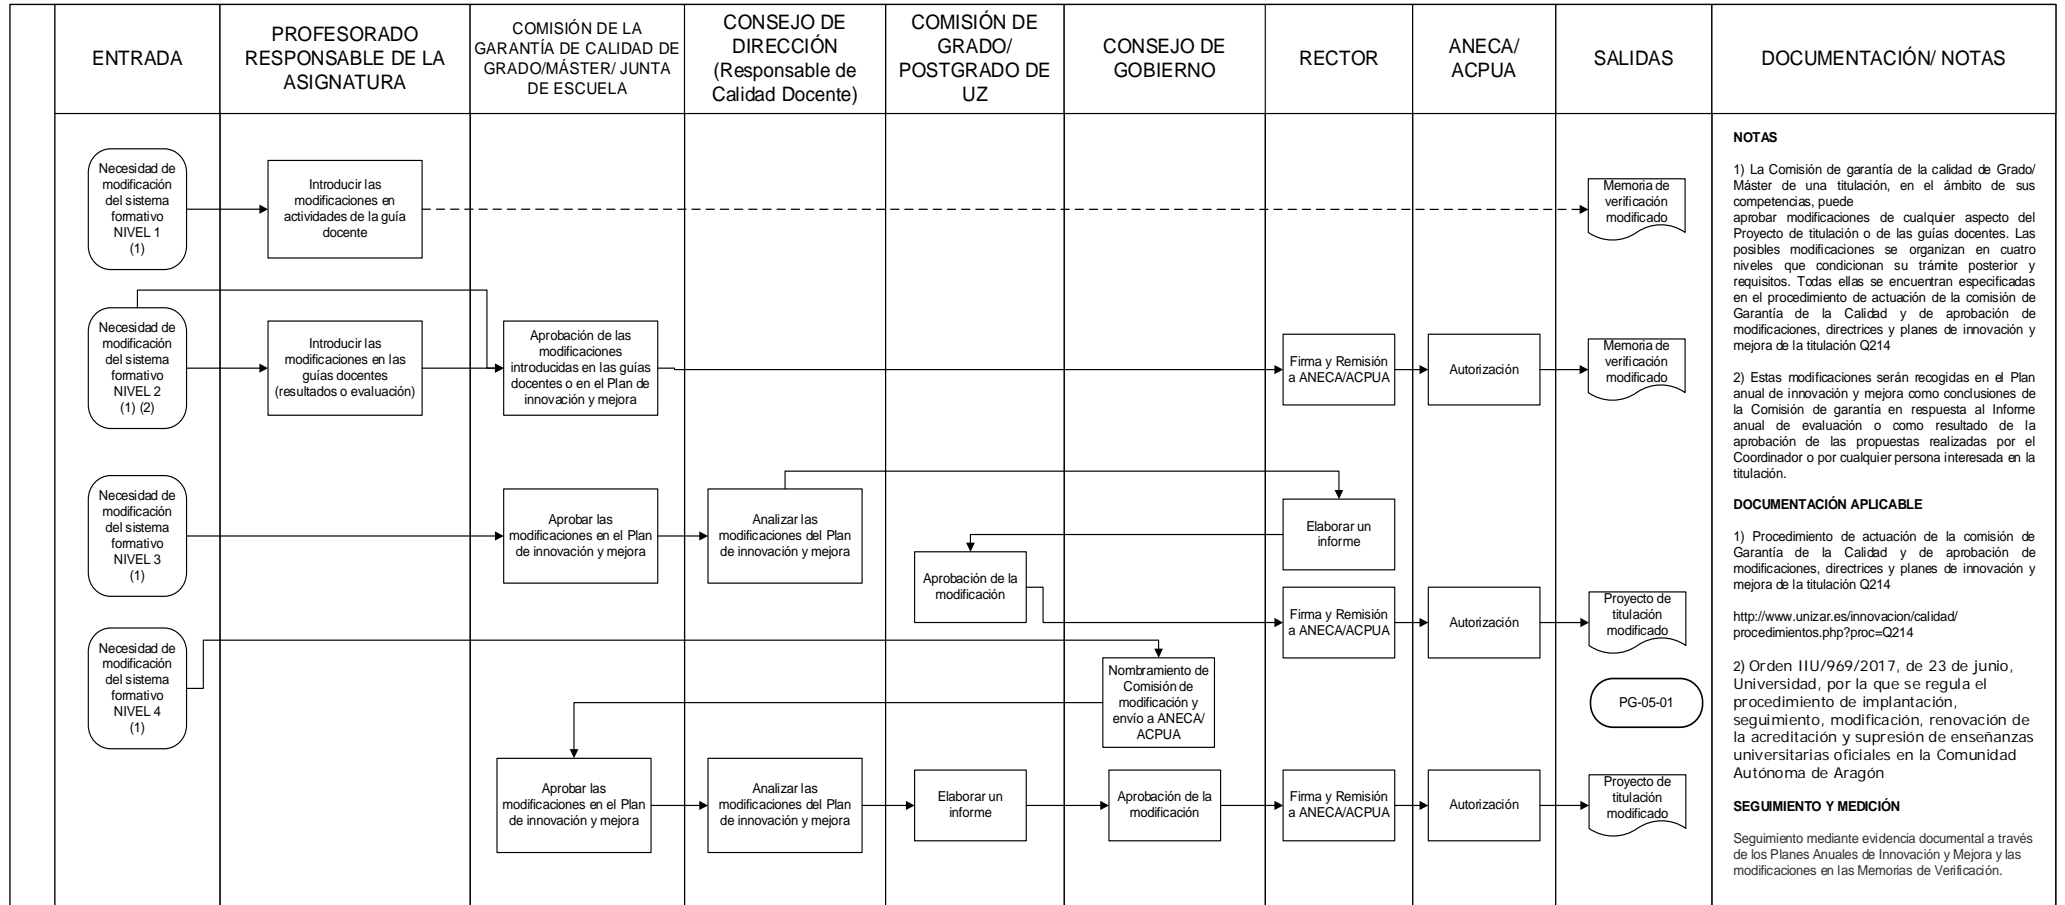 ENTRADA
PROFESORADO
RESPONSABLE DE LA
ASIGNATURA
COMISIÓN DE LA
GARANTÍA DE CALIDAD DE
GRADO/MÁSTER/ JUNTA
DE ESCUELA
CONSEJO DE
DIRECCIÓN
(Responsable de
Calidad Docente)
COMISIÓN DE
GRADO/
POSTGRADO DE
UZ
CONSEJO DE
GOBIERNO
RECTOR
ANECA/
ACPUA
SALIDAS
DOCUMENTACIÓN/ NOTAS
Necesidad de
modificación
del sistema
formativo
NIVEL 1
(1)
Introducir las
modificaciones en
actividades de la guía
docente
Memoria de
verificación
modificado
Necesidad de
modificación
del sistema
formativo
NIVEL 2
(1) (2)
Introducir las
modificaciones en las
guías docentes
(resultados o evaluación)
Aprobación de las
modificaciones
introducidas en las guías
docentes o en el Plan de
innovación y mejora
Firma y Remisión
a ANECA/ACPUA
Autorización
Memoria de
verificación
modificado
Necesidad de
modificación
del sistema
formativo
NIVEL 3
(1)
Aprobar las
modificaciones en el Plan
de innovación y mejora
Analizar las
modificaciones del Plan
de innovación y mejora
Elaborar un
informe
Aprobación de la
modificación
Firma y Remisión
a ANECA/ACPUA
Autorización
Proyecto de
titulación
modificado
Necesidad de
modificación
del sistema
formativo
NIVEL 4
(1)
Nombramiento de
Comisión de
modificación y
envío a ANECA/
ACPUA
PG-05-01
Aprobar las
modificaciones en el Plan
de innovación y mejora
Analizar las
modificaciones del Plan
de innovación y mejora
Elaborar un
informe
Aprobación de la
modificación
Firma y Remisión
a ANECA/ACPUA
Autorización
Proyecto de
titulación
modificado
NOTAS
1) La Comisión de garantía de la calidad de Grado/
Máster de una titulación, en el ámbito de sus
competencias, puede
aprobar modificaciones de cualquier aspecto del
Proyecto de titulación o de las guías docentes. Las
posibles modificaciones se organizan en cuatro
niveles que condicionan su trámite posterior y
requisitos. Todas ellas se encuentran especificadas
en el procedimiento de actuación de la comisión de
Garantía de la Calidad y de aprobación de
modificaciones, directrices y planes de innovación y
mejora de la titulación Q214
2) Estas modificaciones serán recogidas en el Plan
anual de innovación y mejora como conclusiones de
la Comisión de garantía en respuesta al Informe
anual de evaluación o como resultado de la
aprobación de las propuestas realizadas por el
Coordinador o por cualquier persona interesada en la
titulación.
DOCUMENTACIÓN APLICABLE
1) Procedimiento de actuación de la comisión de
Garantía de la Calidad y de aprobación de
modificaciones, directrices y planes de innovación y
mejora de la titulación Q214
http://www.unizar.es/innovacion/calidad/
procedimientos.php?proc=Q214
2) Orden IIU/969/2017, de 23 de junio,
Universidad, por la que se regula el
procedimiento de implantación,
seguimiento, modificación, renovación de
la acreditación y supresión de enseñanzas
universitarias oficiales en la Comunidad
Autónoma de Aragón
SEGUIMIENTO Y MEDICIÓN
Seguimiento mediante evidencia documental a través
de los Planes Anuales de Innovación y Mejora y las
modificaciones en las Memorias de Verificación.